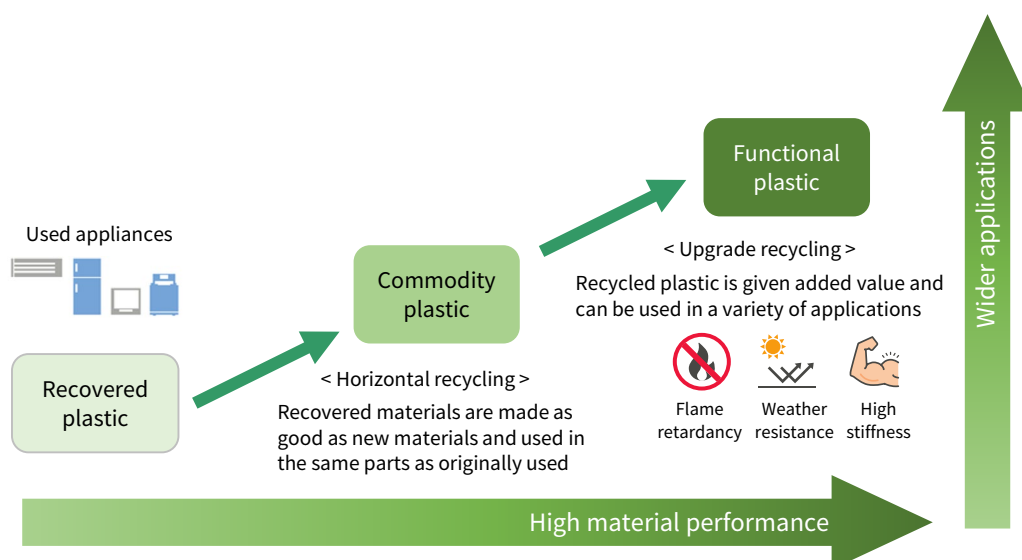 Used appliances
Recovered
plastic
Commodity
plastic
< Horizontal recycling >
Recovered materials are made as
good as new materials and used in
the same parts as originally used
Functional
plastic
< Upgrade recycling >
Recycled plastic is given added value and
can be used in a variety of applications
Flame
retardancy
Weather
resistance
High
stiffness
High material performance
Wider applications